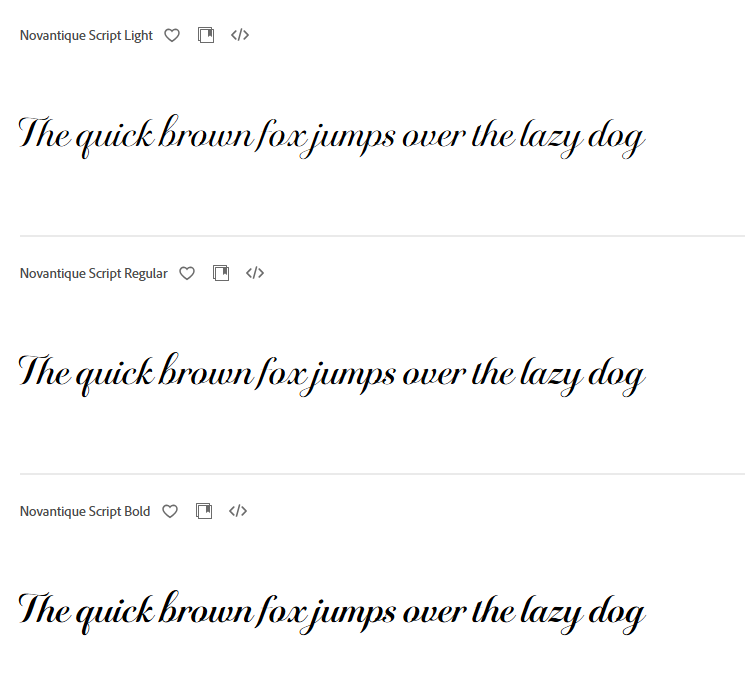 Novantique Script Light </>
The quick brown fox jumps over the lazy dog
Novantique Script Regular </>
The quick brown fox jumps over the lazy dog
Novantique Script Bold </>
The quick brown fox jumps over the lazy dog